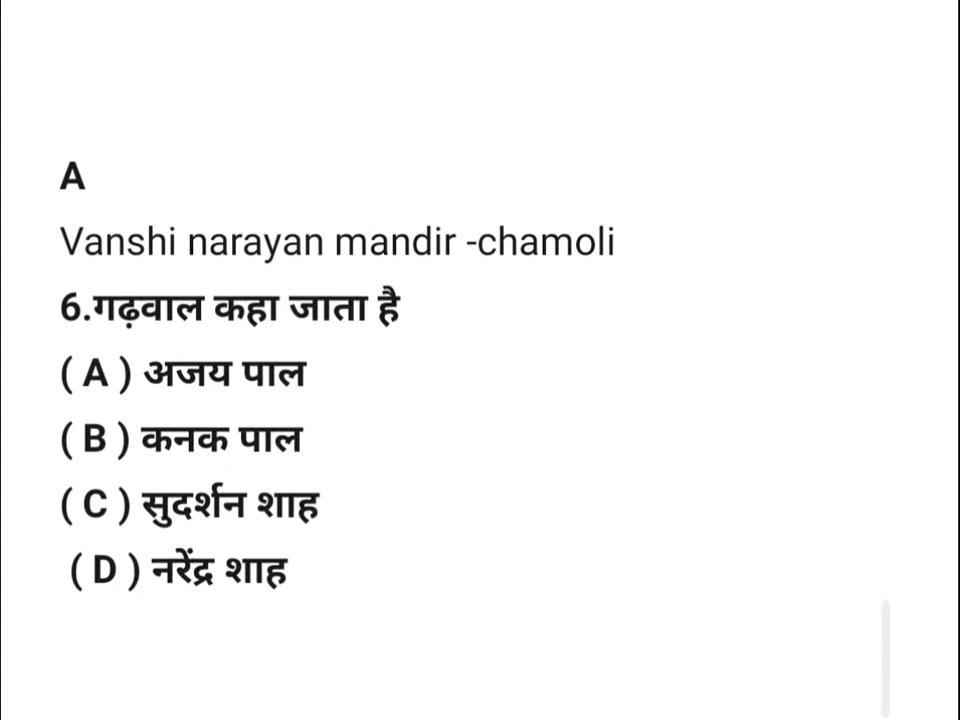 A
Vanshi narayan mandir -chamoli
6.गढ़वाल कहा जाता है
( A ) अजय पाल
( B ) कनक पाल
( C ) सुदर्शन शाह
( D ) नरेंद्र शाह